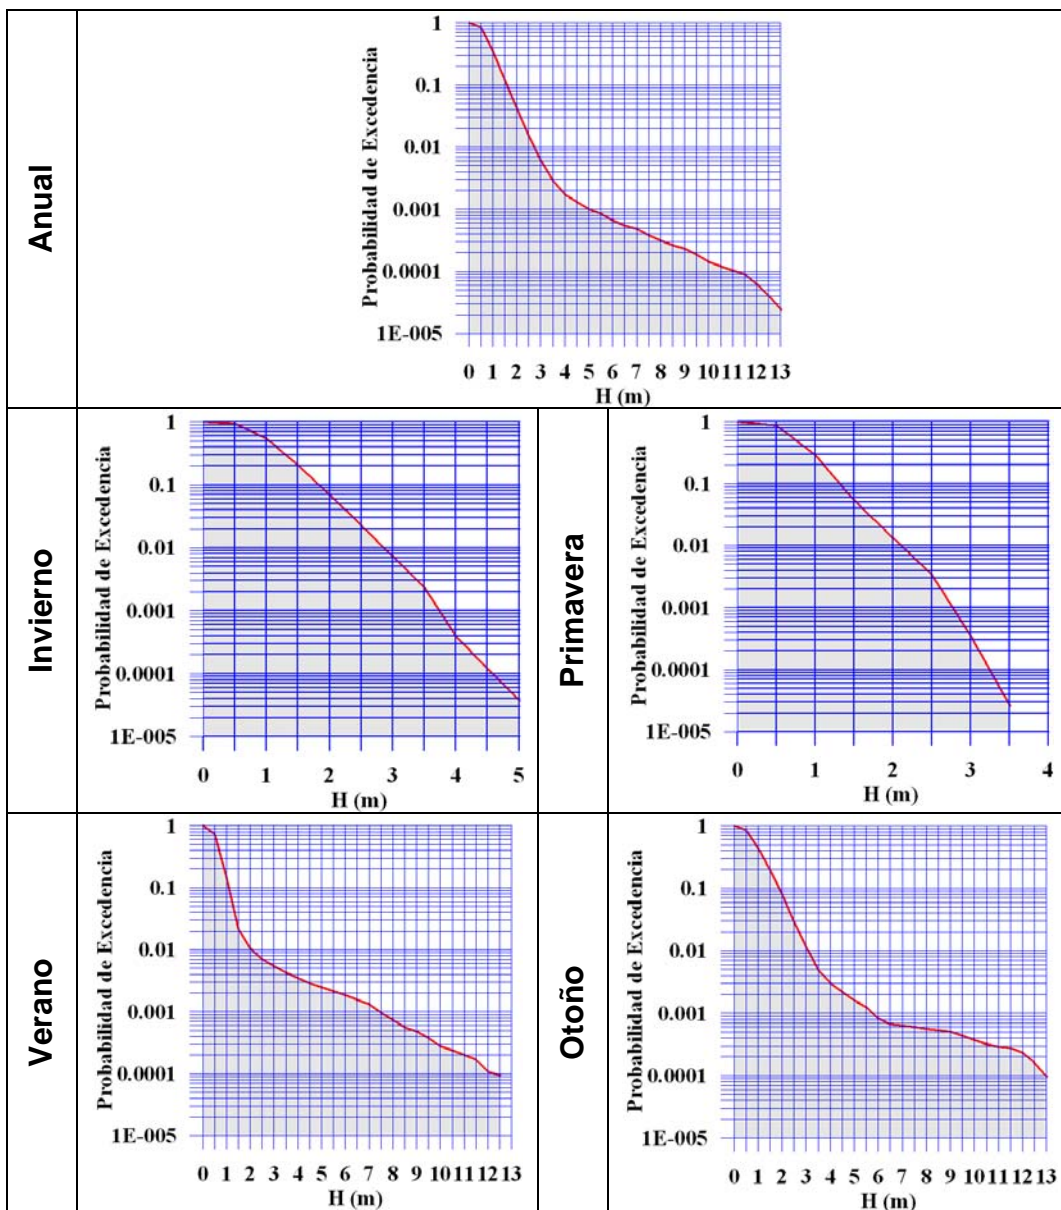 Anual
Probabilidad de Excedencia
1
0.1
0.01
0.001
0.0001
1E-005
0 1 2 3 4 5 6 7 8 9 10 11 12 13
H (m)
Invierno
Probabilidad de Excedencia
1
0.1
0.01
0.001
0.0001
1E-005
0 1 2 3 4 5
H (m)
Primavera
Probabilidad de Excedencia
1
0.1
0.01
0.001
0.0001
1E-005
0 1 2 3 4
H (m)
Verano
Probabilidad de Excedencia
1
0.1
0.01
0.001
0.0001
1E-005
0 1 2 3 4 5 6 7 8 9 10 11 12 13
H (m)
Otoño
Probabilidad de Excedencia
1
0.1
0.01
0.001
0.0001
1E-005
0 1 2 3 4 5 6 7 8 9 10 11 12 13
H (m)